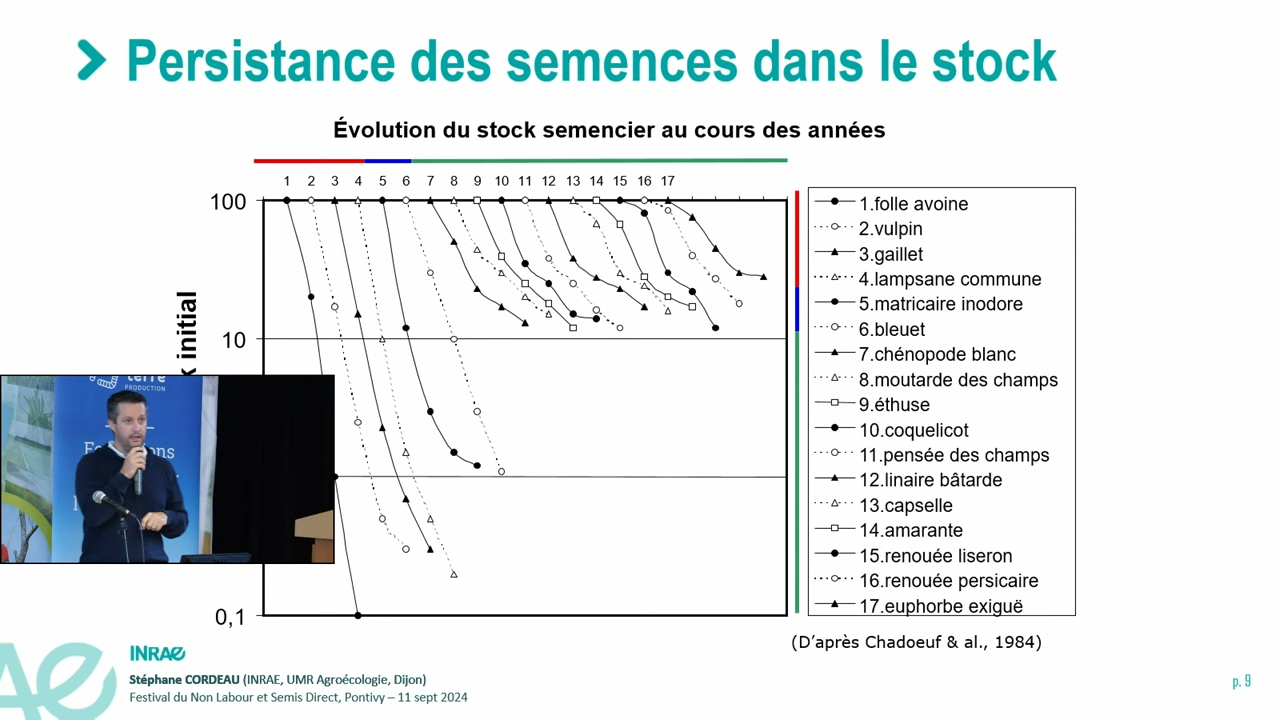 Persistance des semences dans le stock
Évolution du stock semencier au cours des années
1 2 3 4 5 6 7 8 9 10 11 12 13 14 15 16 17
100
10
0,1
initial
1.folle avoine
2.vulpin
3.gaillet
4.lampsane commune
5.matricaire inodore
6.bleuet
7.chénopode blanc
8.moutarde des champs
9.éthuse
10.coquelicot
11.pensée des champs
12.linaire bâtarde
13.capselle
14.amarante
15.renouée liseron
16.renouée persicaire
17.euphorbe exiguë
(D'après Chadoeuf & al., 1984)
terre
PRODUCTION
INRAE
Stéphane CORDEAU (INRAE, UMR Agroécologie, Dijon)
Festival du Non Labour et Semis Direct, Pontivy – 11 sept 2024
p. 9